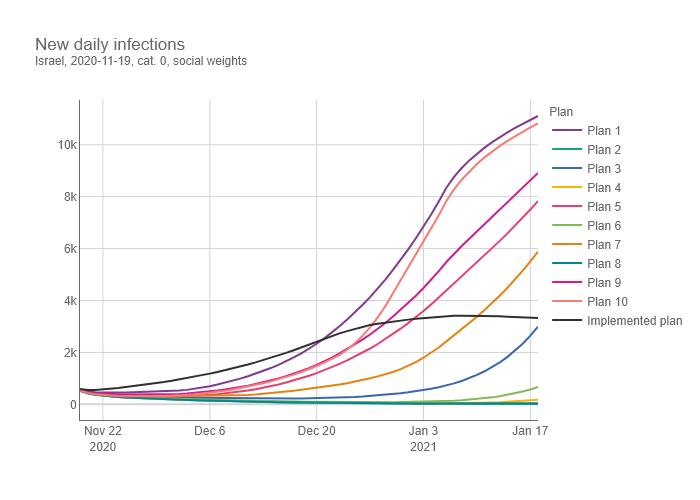 New daily infections
Israel, 2020-11-19, cat. 0, social weights
Plan
Plan 1
Plan 2
Plan 3
Plan 4
Plan 5
Plan 6
Plan 7
Plan 8
Plan 9
Plan 10
Implemented plan
10k
8k
6k
4k
2k
0
Nov 22 Dec 6 Dec 20 Jan 3 Jan 17
2020 2021